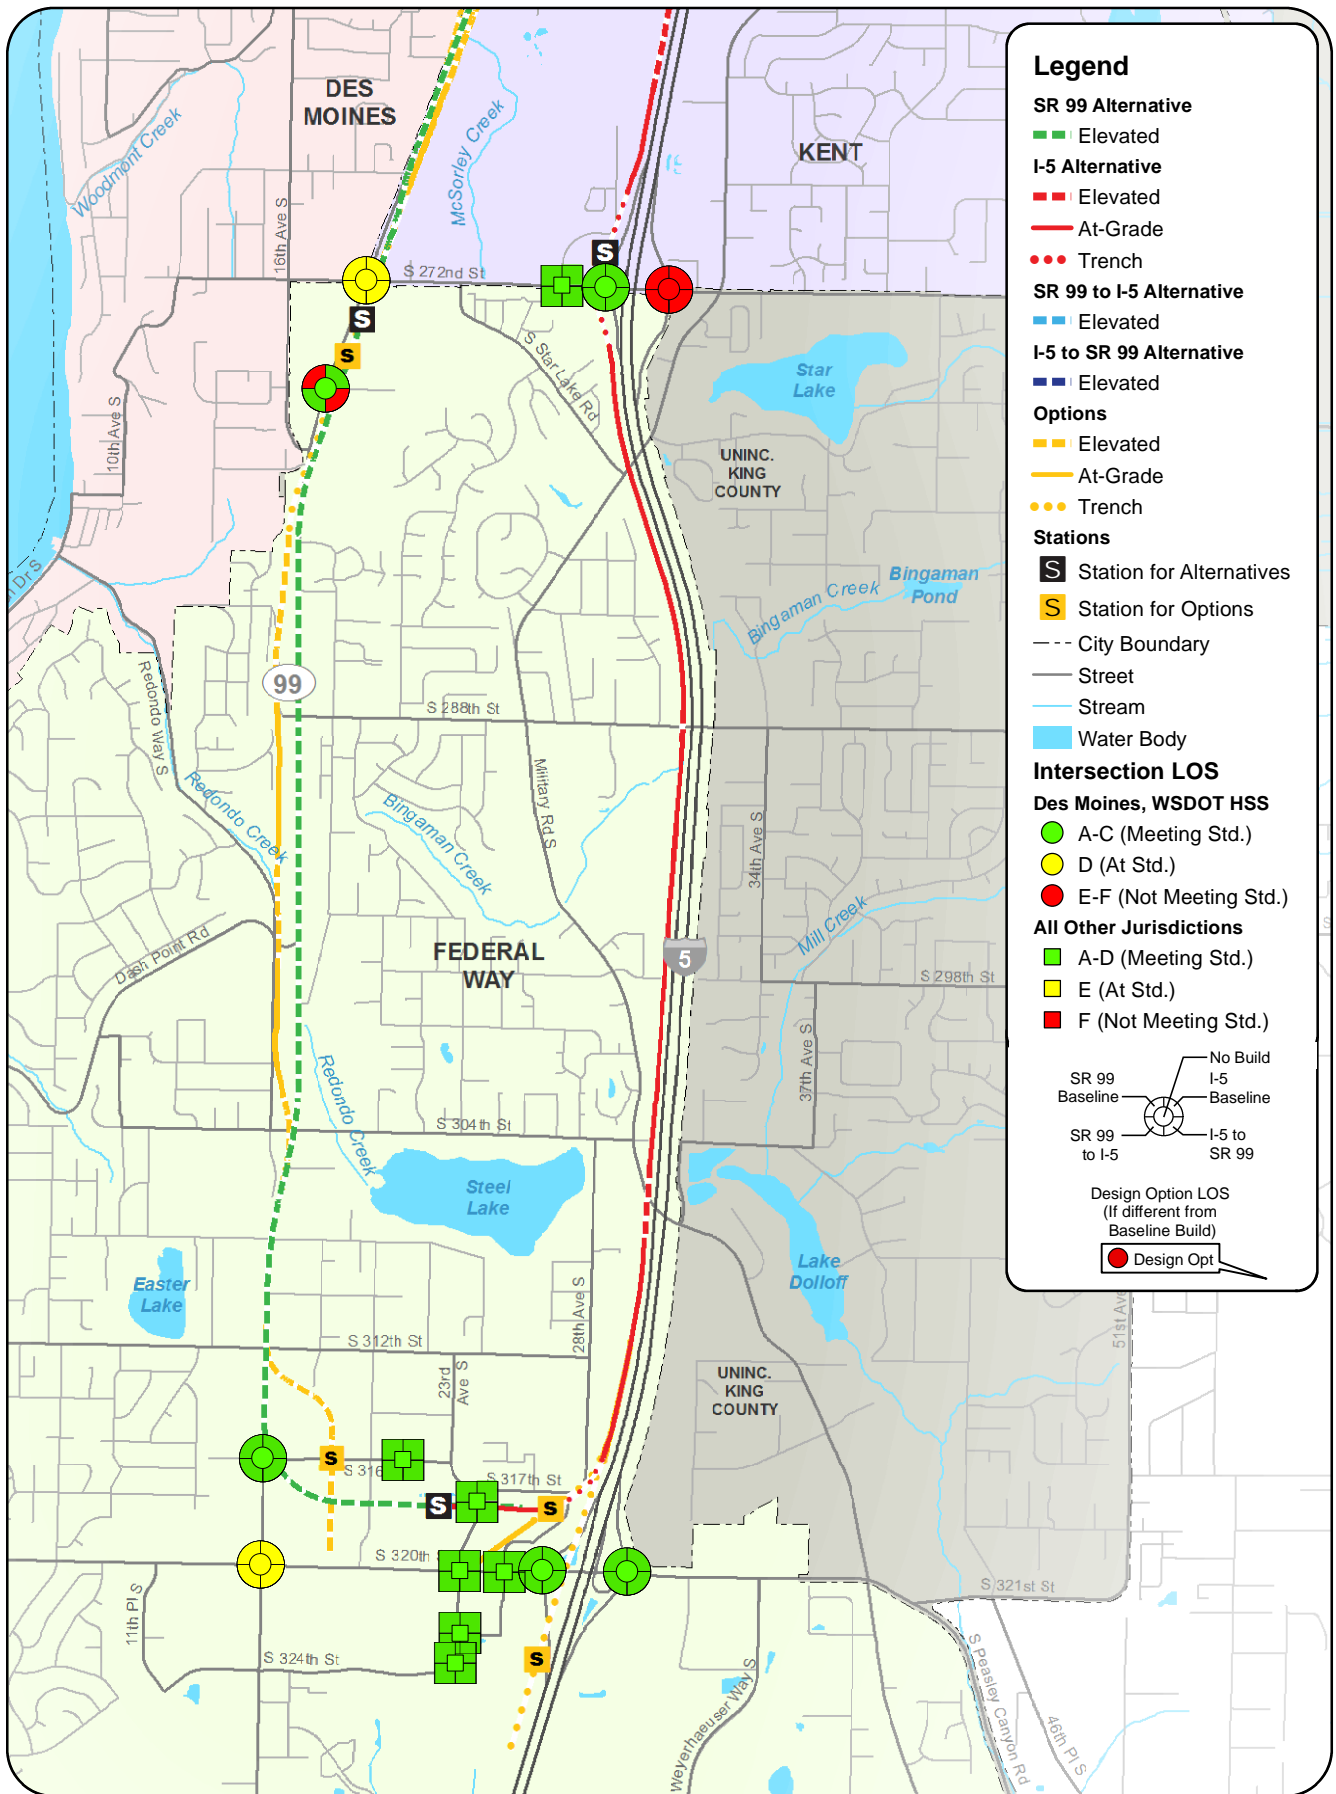 DES
MOINES
KENT
Woodmont Creek
McSorley Creek
16th Ave S
S 272nd St
S
S
S
S Star Lake Rd
Star
Lake
10th Ave S
UNINC.
KING
COUNTY
Bingaman
Pond
Bingaman Creek
n Dr S
Redondo Way S
99
S 288th St
Military Rd S
Redondo Creek
Bingaman Creek
34th Ave S
Mill Creek
Dash Point Rd
FEDERAL
WAY
5
S 298th St
37th Ave S
Redondo Creek
S 304th St
Steel
Lake
Easter
Lake
Lake
Dolloff
28th Ave S
51st Ave
S 312th St
23rd
Ave S
UNINC.
KING
COUNTY
S
S 316
S 317th St
S
S
S 320th
S 321st St
11th Pl S
S 324th St
S
Weyerhaeuser Way S
S Peasley Canyon Rd
46th Pl S
Legend
SR 99 Alternative
Elevated
I-5 Alternative
Elevated
At-Grade
Trench
SR 99 to I-5 Alternative
Elevated
I-5 to SR 99 Alternative
Elevated
Options
Elevated
At-Grade
Trench
Stations
S Station for Alternatives
S Station for Options
City Boundary
Street
Stream
Water Body
Intersection LOS
Des Moines, WSDOT HSS
A-C (Meeting Std.)
D (At Std.)
E-F (Not Meeting Std.)
All Other Jurisdictions
A-D (Meeting Std.)
E (At Std.)
F (Not Meeting Std.)
No Build
SR 99
Baseline
I-5
Baseline
SR 99
to I-5
I-5 to
SR 99
Design Option LOS
(If different from
Baseline Build)
Design Opt